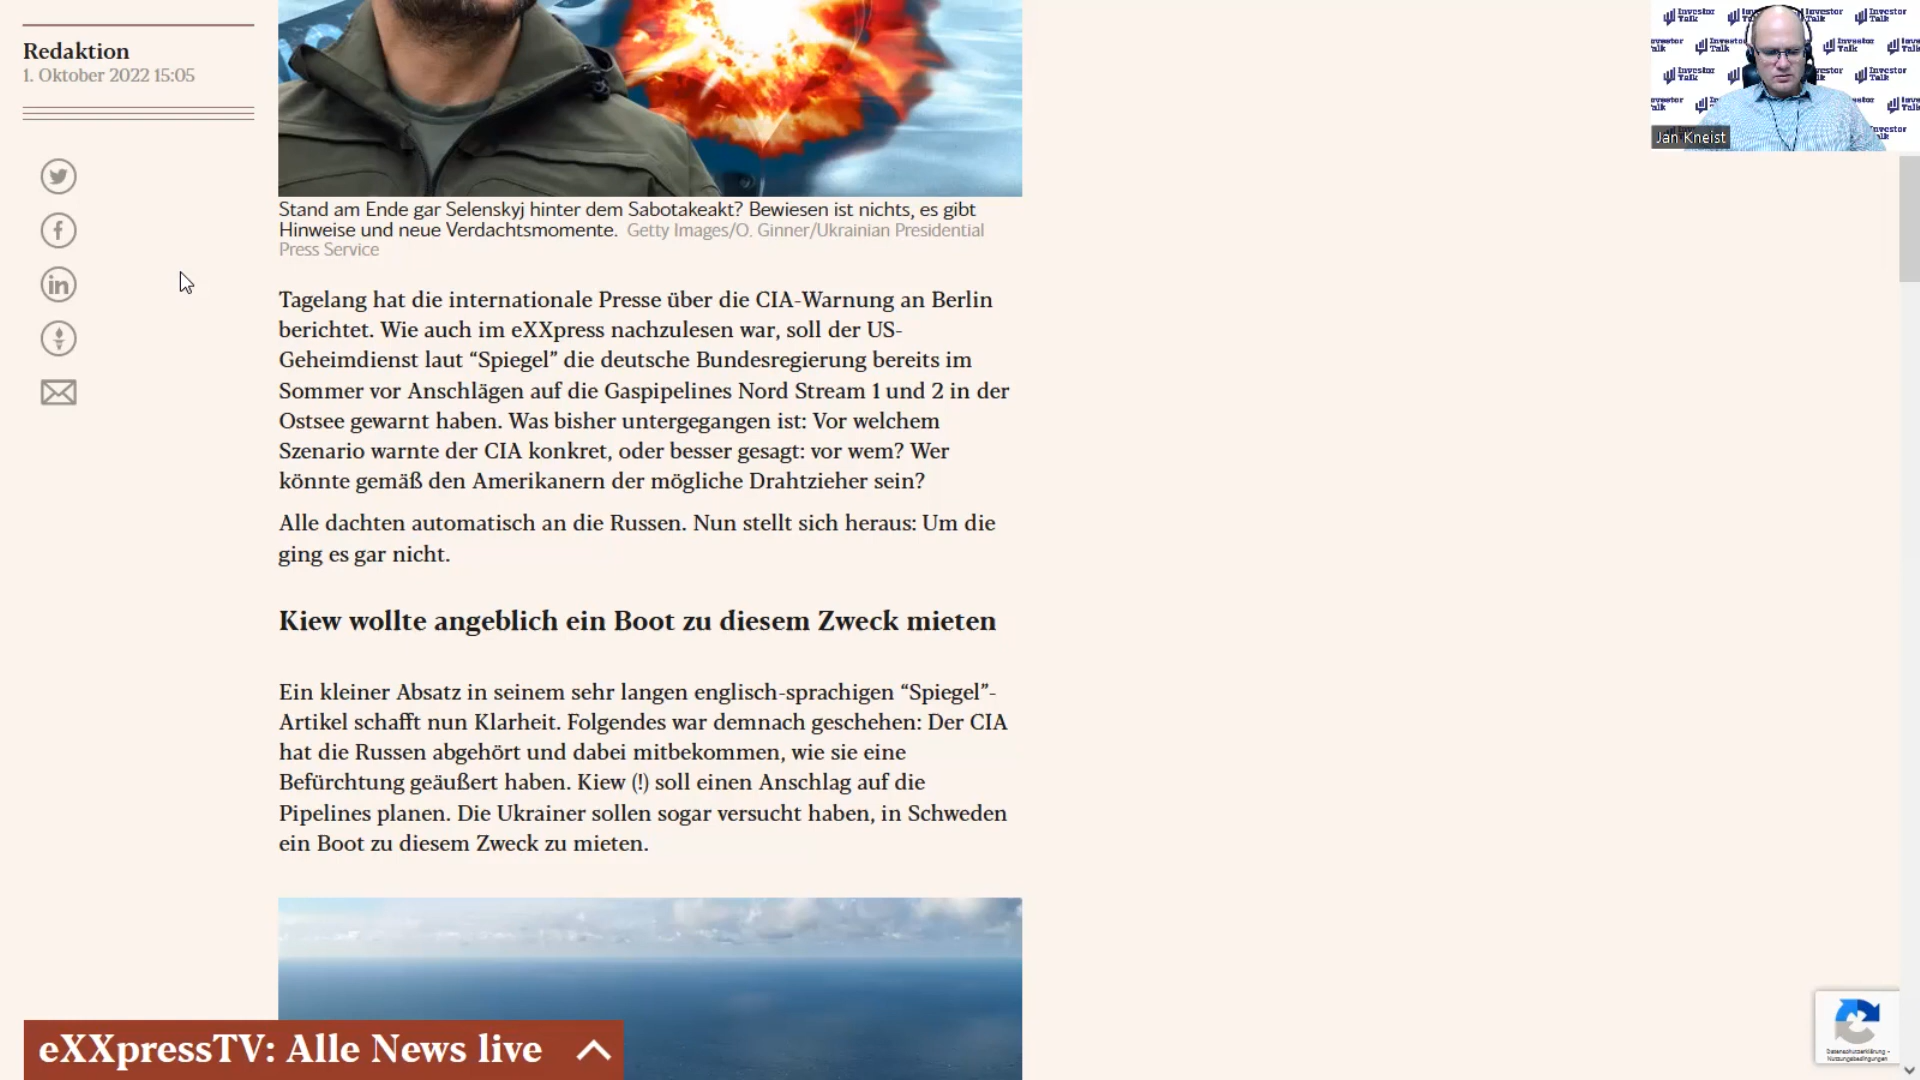 Redaktion
1. Oktober 2022 15:05
Stand am Ende gar Selenskyj hinter dem Sabotakeakt? Bewiesen ist nichts, es gibt
Hinweise und neue Verdachtsmomente. Getty Images/O. Ginner/Ukrainian Presidential
Press Service
Tagelang hat die internationale Presse über die CIA-Warnung an Berlin
berichtet. Wie auch im eXXpress nachzulesen war, soll der US-
Geheimdienst laut “Spiegel” die deutsche Bundesregierung bereits im
Sommer vor Anschlägen auf die Gaspipelines Nord Stream 1 und 2 in der
Ostsee gewarnt haben. Was bisher untergegangen ist: Vor welchem
Szenario warnte der CIA konkret, oder besser gesagt: vor wem? Wer
könnte gemäß den Amerikanern der mögliche Drahtzieher sein?
Alle dachten automatisch an die Russen. Nun stellt sich heraus: Um die
ging es gar nicht.
Kiew wollte angeblich ein Boot zu diesem Zweck mieten
Ein kleiner Absatz in seinem sehr langen englisch-sprachigen “Spiegel”-
Artikel schafft nun Klarheit. Folgendes war demnach geschehen: Der CIA
hat die Russen abgehört und dabei mitbekommen, wie sie eine
Befürchtung geäußert haben. Kiew (!) soll einen Anschlag auf die
Pipelines planen. Die Ukrainer sollen sogar versucht haben, in Schweden
ein Boot zu diesem Zweck zu mieten.
eXXpressTV: Alle News live
Investor Talk
Jan Kneist
Datenschutzerklärung -
Nutzungsbedingungen